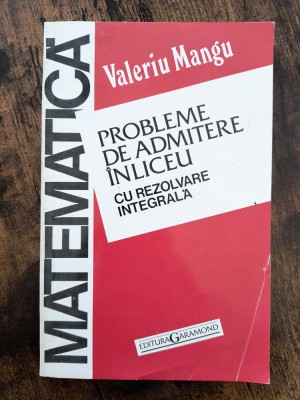 MATEMATICĂ
Valeriu Mangu
PROBLEME
DE ADMITERE
ÎN LICEU
CU REZOLVARE
INTEGRALĂ
EDITURA GARAMOND